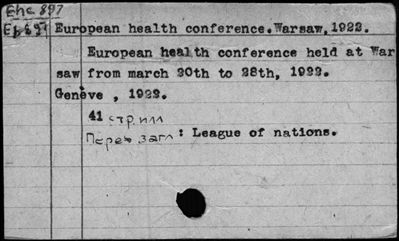 Ehc 897
European health conference.Warsaw,1922.
European health conference held at War
saw from march 20th to 28th, 1922.
Genève , 1922.
41 стр илл
Перед загл : League of nations.